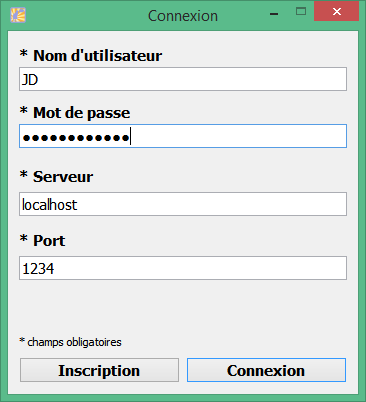 Connexion
* Nom d'utilisateur
JD
* Mot de passe
●●●●●●●●●●●●
* Serveur
localhost
* Port
1234
* champs obligatoires
Inscription
Connexion